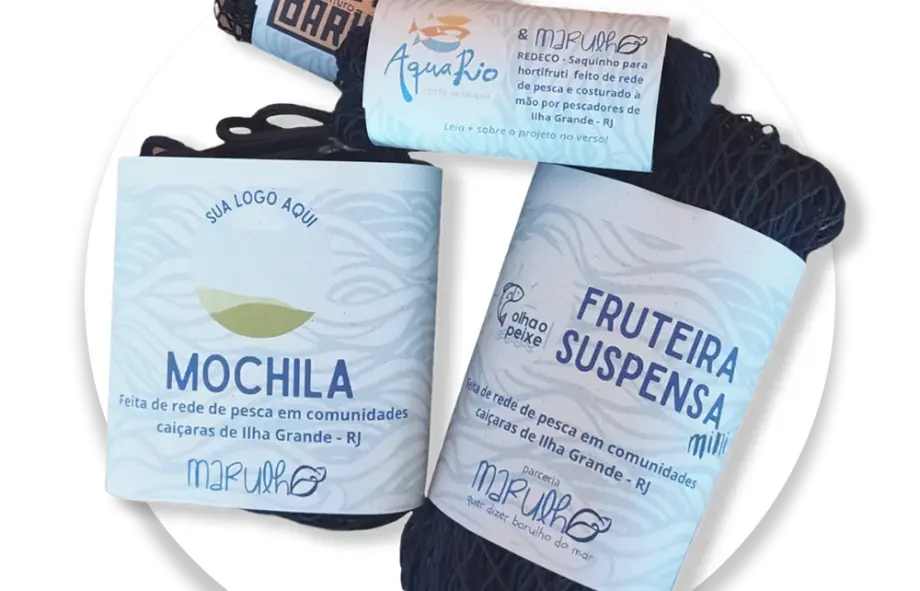 BARK
AquaRio
& marulho
REDECO - Saquinho para
hortifruti feito de rede
de pesca e costurado à
mão por pescadores de
Ilha Grande - RJ
Leia + sobre o projeto no verso!
SUA LOGO AQUI
MOCHILA
Feita de rede de pesca em comunidades
caiçaras de Ilha Grande - RJ
marulho
olha o
peixe
FRUTEIRA
SUSPENSA
mini
Feita de rede de pesca em comunidades
caiçaras de Ilha Grande - RJ
parceria
marulho
quer dizer barulho do mar